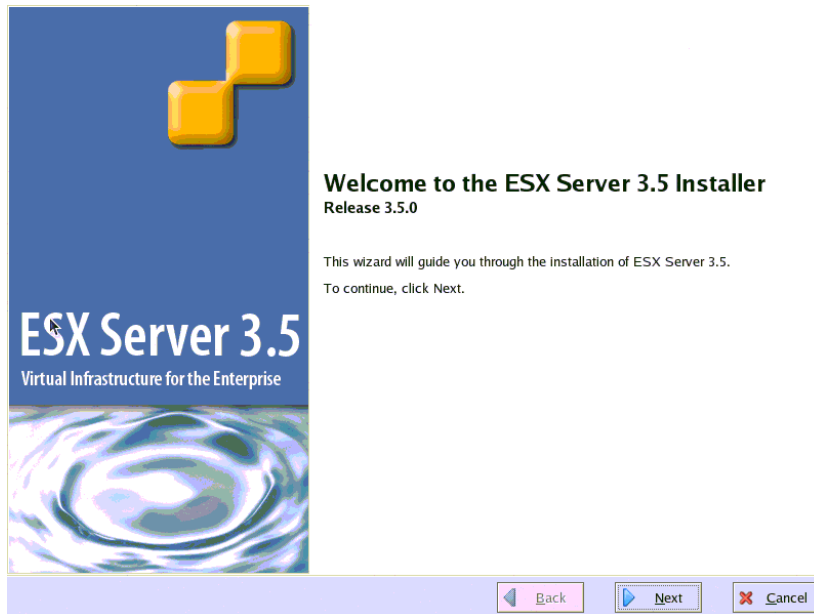 ESX Server 3.5
Virtual Infrastructure for the Enterprise
Welcome to the ESX Server 3.5 Installer
Release 3.5.0
This wizard will guide you through the installation of ESX Server 3.5.
To continue, click Next.
Back
Next
Cancel